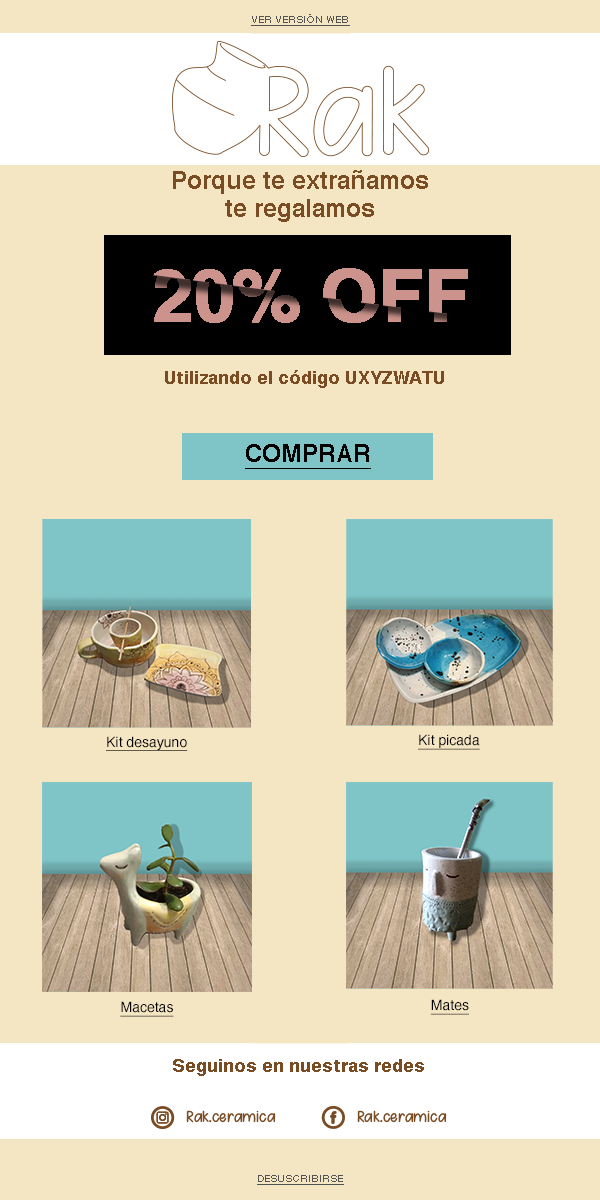 VER VERSIÓN WEB
Rak
Porque te extrañamos
te regalamos
20% OFF
Utilizando el código UXYZWATU
COMPRAR
Kit desayuno
Kit picada
Macetas
Mates
Seguinos en nuestras redes
Rak.ceramica
Rak.ceramica
DESUSCRIBIRSE